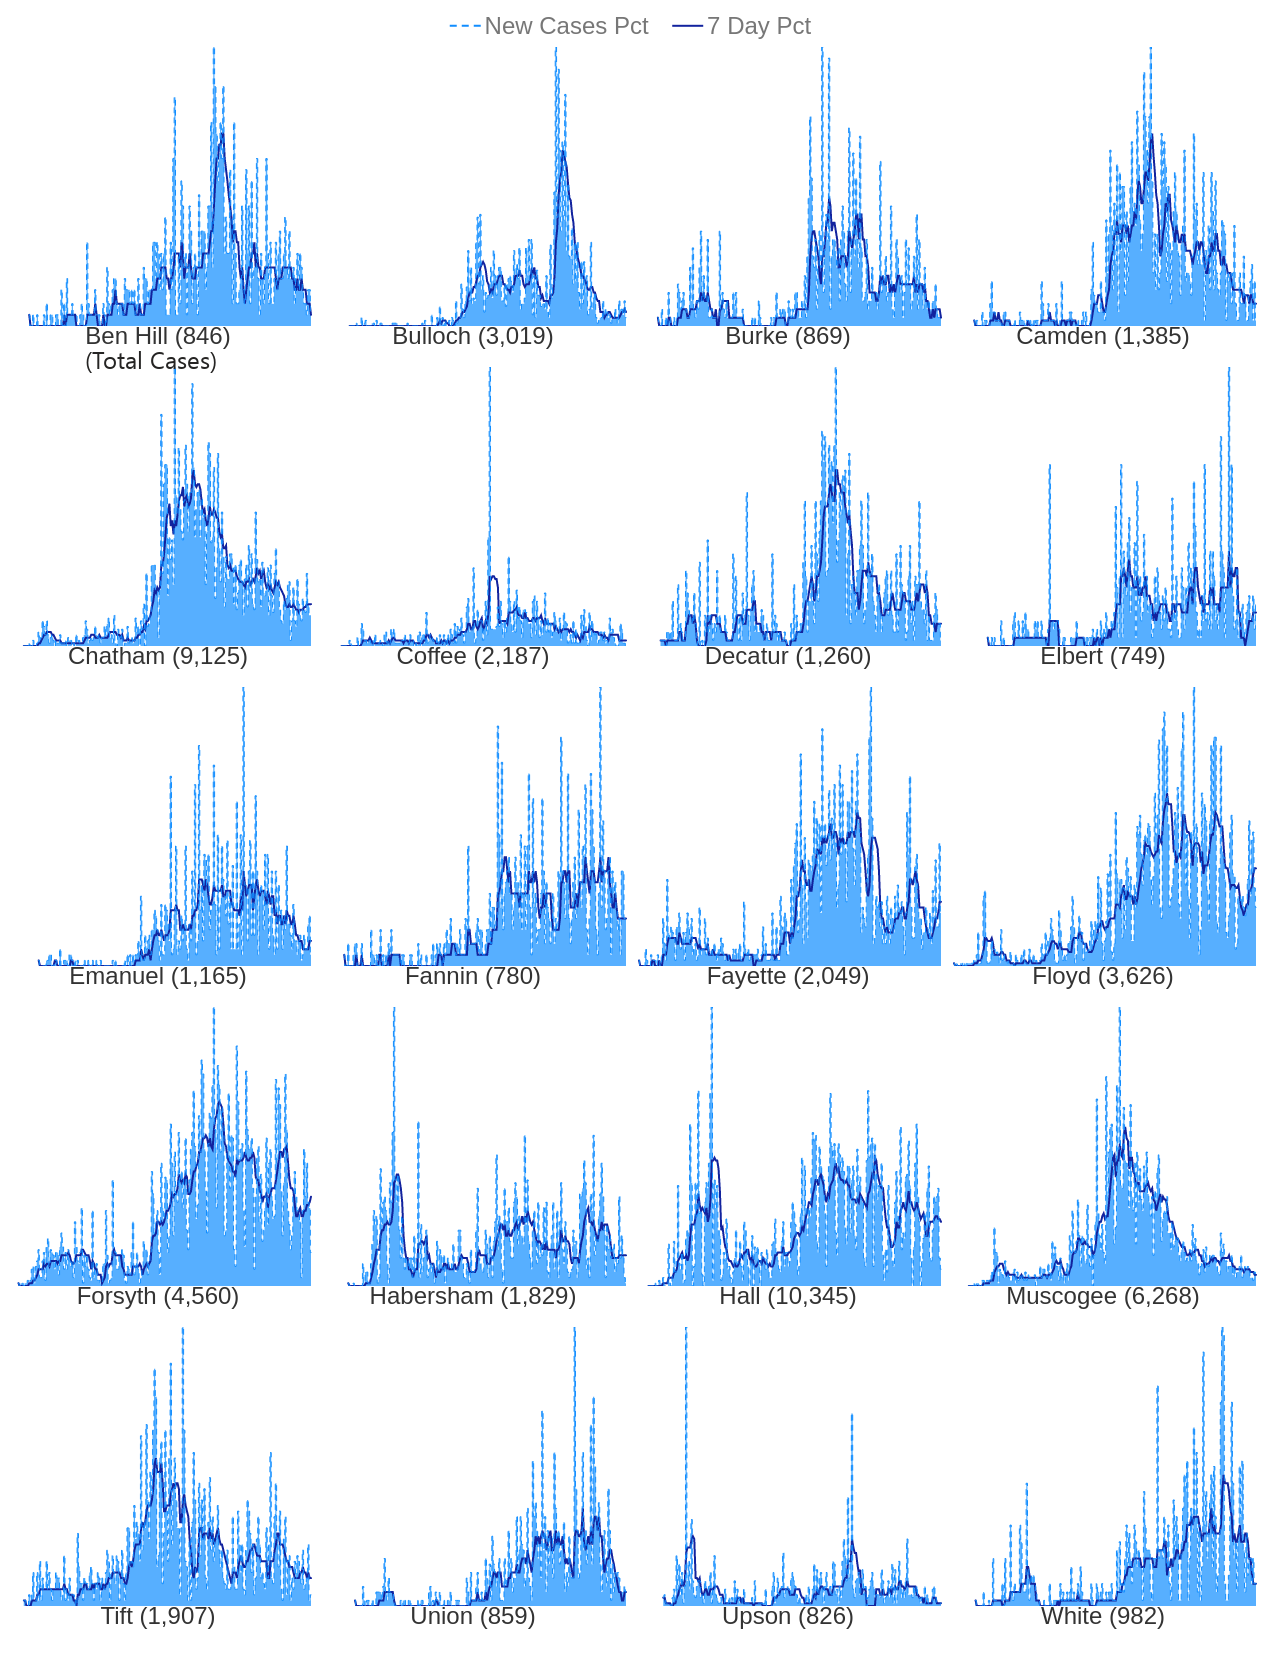 New Cases Pct 7 Day Pct
Ben Hill (846) Bulloch (3,019) Burke (869) Camden (1,385)
(Total Cases)
Chatham (9,125) Coffee (2,187) Decatur (1,260) Elbert (749)
Emanuel (1,165) Fannin (780) Fayette (2,049) Floyd (3,626)
Forsyth (4,560) Habersham (1,829) Hall (10,345) Muscogee (6,268)
Tift (1,907) Union (859) Upson (826) White (982)